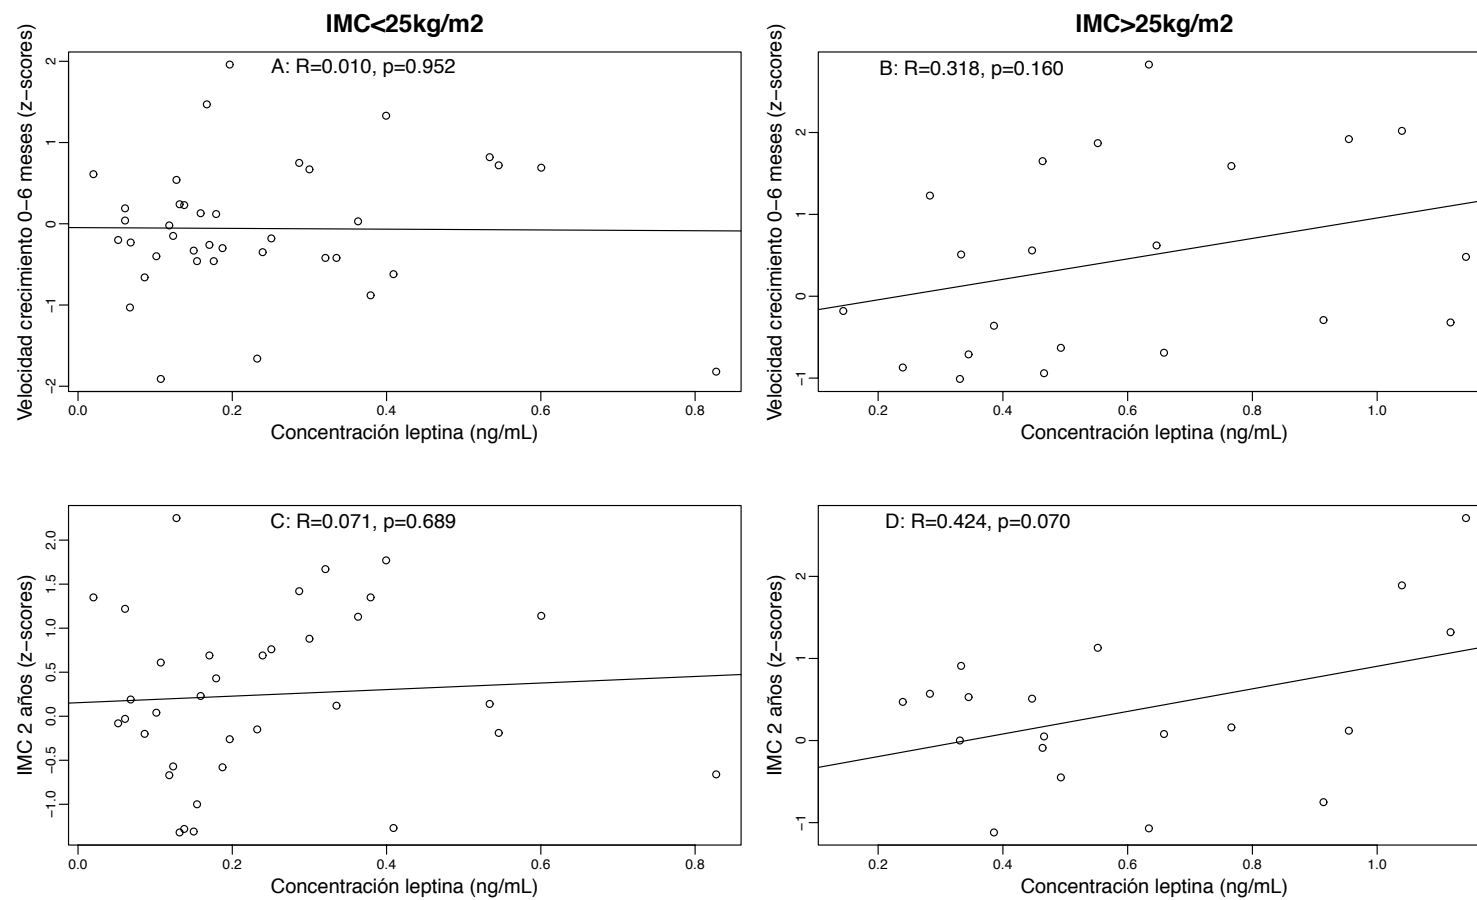 IMC<25kg/m2
IMC>25kg/m2
A: R=0.010, p=0.952
Velocidad crecimiento 0−6 meses (z−scores)
2
1
0
−1
−2
0.0 0.2 0.4 0.6 0.8
Concentración leptina (ng/mL)
B: R=0.318, p=0.160
Velocidad crecimiento 0−6 meses (z−scores)
2
1
0
−1
0.2 0.4 0.6 0.8 1.0
Concentración leptina (ng/mL)
C: R=0.071, p=0.689
IMC 2 años (z−scores)
2.0
1.5
1.0
0.5
0.0
−0.5
−1.0
0.0 0.2 0.4 0.6 0.8
Concentración leptina (ng/mL)
D: R=0.424, p=0.070
IMC 2 años (z−scores)
2
1
0
−1
0.2 0.4 0.6 0.8 1.0
Concentración leptina (ng/mL)